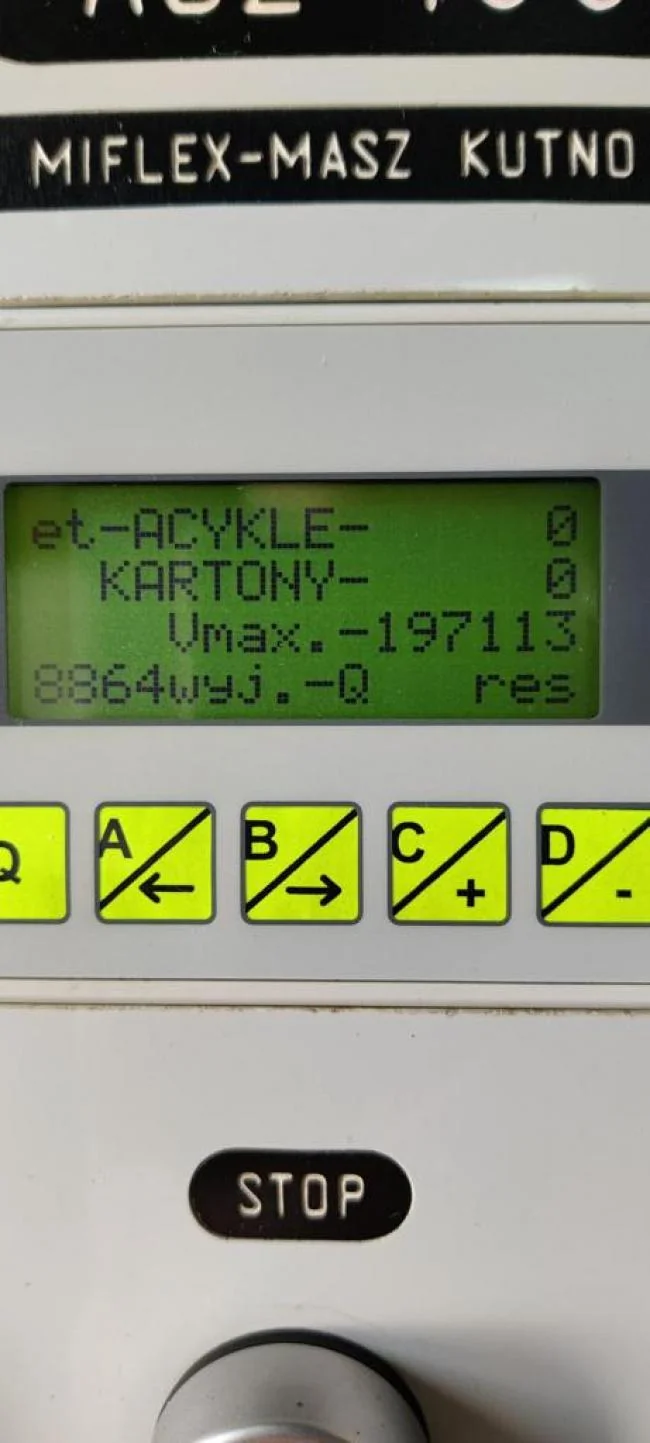 MIFLEX-MASZ KUTNO
et-ACYKLE- 0
KARTONY- 0
Vmax.-197113
8864wyj.-Q res
Q A ← B → C + D -
STOP